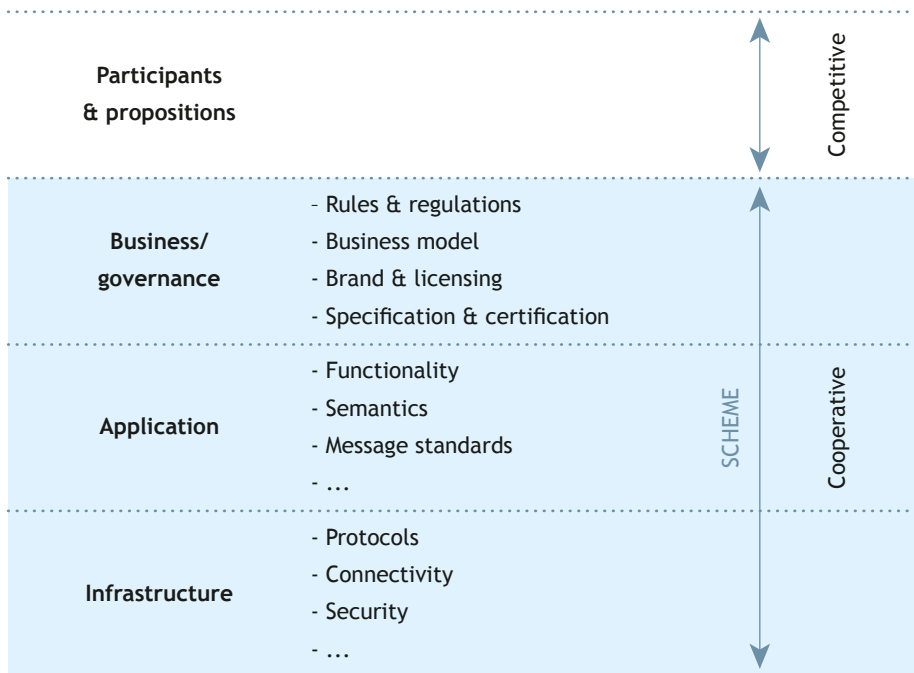 Participants
& propositions
Competitive
Business/
governance
– Rules & regulations
- Business model
- Brand & licensing
- Specification & certification
Application
- Functionality
- Semantics
- Message standards
- ...
SCHEME
Cooperative
Infrastructure
- Protocols
- Connectivity
- Security
- ...